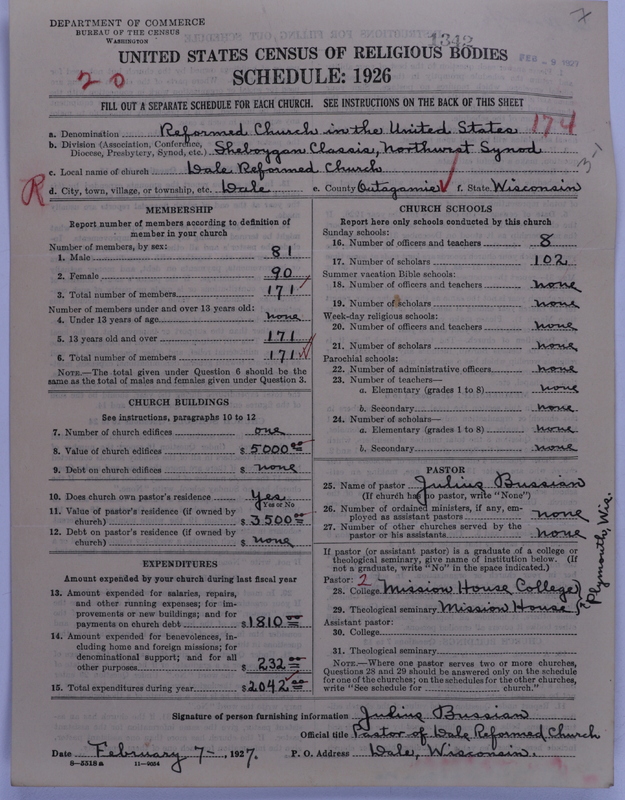 DEPARTMENT OF COMMERCE
BUREAU OF THE CENSUS
WASHINGTON
1342
FEB - 9 1927
UNITED STATES CENSUS OF RELIGIOUS BODIES
20
SCHEDULE: 1926
FILL OUT A SEPARATE SCHEDULE FOR EACH CHURCH. SEE INSTRUCTIONS ON THE BACK OF THIS SHEET
a. Denomination Reformed Church in the United States 174
b. Division (Association, Conference,
Diocese, Presbytery, Synod, etc.) Sheboygan Classis, Northwest Synod
3-1
c. Local name of church Dale Reformed Church
R d. City, town, village, or township, etc. Dale e. County Outagamie f. State Wisconsin
MEMBERSHIP
Report number of members according to definition of
member in your church
Number of members, by sex:
1. Male 81
2. Female 90
3. Total number of members 171
Number of members under and over 13 years old:
4. Under 13 years of age none
5. 13 years old and over 171
6. Total number of members 171
NOTE.—The total given under Question 6 should be the
same as the total of males and females given under Question 3.
CHURCH BUILDINGS
See instructions, paragraphs 10 to 12
7. Number of church edifices one
8. Value of church edifices $ 5000 00
9. Debt on church edifices $ none
10. Does church own pastor's residence Yes
Yes or No
11. Value of pastor's residence (if owned by
church) $ 3500 00
12. Debt on pastor's residence (if owned by
church) $ none
EXPENDITURES
Amount expended by your church during last fiscal year
13. Amount expended for salaries, repairs,
and other running expenses; for im-
provements or new buildings; and for
payments on church debt $ 1810 00
14. Amount expended for benevolences, in-
cluding home and foreign missions; for
denominational support; and for all
other purposes $ 232 00
15. Total expenditures during year $ 2042 00
CHURCH SCHOOLS
Report here only schools conducted by this church
Sunday schools:
16. Number of officers and teachers 8
17. Number of scholars 102
Summer vacation Bible schools:
18. Number of officers and teachers none
19. Number of scholars none
Week-day religious schools:
20. Number of officers and teachers none
21. Number of scholars none
Parochial schools:
22. Number of administrative officers none
23. Number of teachers—
a. Elementary (grades 1 to 8) none
b. Secondary none
24. Number of scholars—
a. Elementary (grades 1 to 8) none
b. Secondary none
PASTOR
25. Name of pastor Julius Bussian
(If church has no pastor, write "None")
26. Number of ordained ministers, if any, em-
ployed as assistant pastors none
27. Number of other churches served by the
pastor or his assistants none
If pastor (or assistant pastor) is a graduate of a college or
theological seminary, give name of institution below. (If
not a graduate, write "No" in the space indicated.)
Pastor: 2
28. College Mission House College
29. Theological seminary Mission House
Plymouth, Wis.
Assistant pastor:
30. College
31. Theological seminary
NOTE.—Where one pastor serves two or more churches,
Questions 28 and 29 should be answered only on the schedule
for one of the churches; on the schedules for the other churches,
write "See schedule for church."
Signature of person furnishing information Julius Bussian
Official title Pastor of Dale Reformed Church
Date February 7—, 1927. P. O. Address Dale, Wisconsin.
8—5518a 11—9034